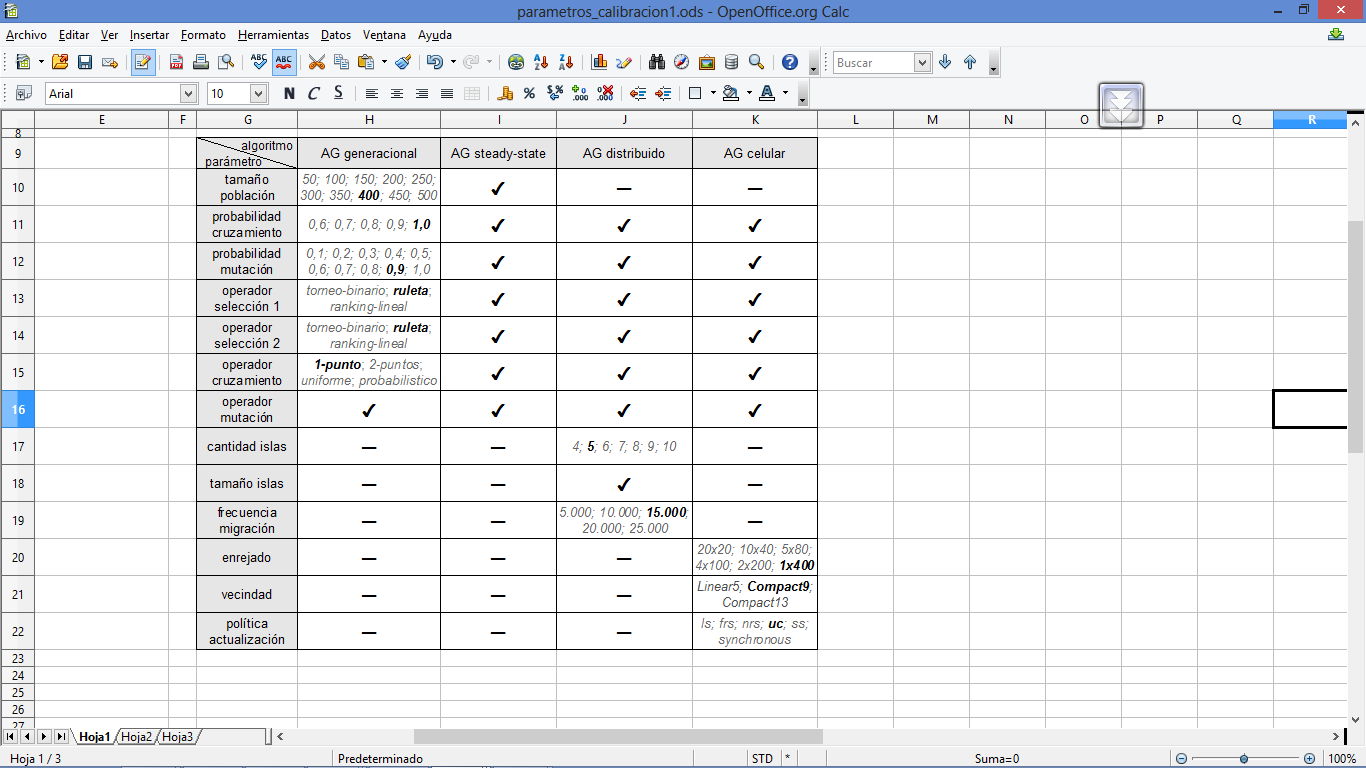 parametros_calibracion1.ods - OpenOffice.org Calc
Archivo Editar Ver Insertar Formato Herramientas Datos Ventana Ayuda
ABC ABC Buscar
Arial 10 N C S
E F G H I J K L M N O P Q R
8
9 algoritmo parámetro AG generacional AG steady-state AG distribuido AG celular
10 tamaño población 50; 100; 150; 200; 250; 300; 350; 400; 450; 500 ✓ — —
11 probabilidad cruzamiento 0,6; 0,7; 0,8; 0,9; 1,0 ✓ ✓ ✓
12 probabilidad mutación 0,1; 0,2; 0,3; 0,4; 0,5; 0,6; 0,7; 0,8; 0,9; 1,0 ✓ ✓ ✓
13 operador selección 1 torneo-binario; ruleta; ranking-lineal ✓ ✓ ✓
14 operador selección 2 torneo-binario; ruleta; ranking-lineal ✓ ✓ ✓
15 operador cruzamiento 1-punto; 2-puntos; uniforme; probabilistico ✓ ✓ ✓
16 operador mutación ✓ ✓ ✓ ✓
17 cantidad islas — — 4; 5; 6; 7; 8; 9; 10 —
18 tamaño islas — — ✓ —
19 frecuencia migración — — 5.000; 10.000; 15.000; 20.000; 25.000 —
20 enrejado — — — 20x20; 10x40; 5x80; 4x100; 2x200; 1x400
21 vecindad — — — Linear5; Compact9; Compact13
22 política actualización — — — ls; frs; nrs; uc; ss; synchronous
23
24
25
26
27
Hoja1 Hoja2 Hoja3
Hoja 1 / 3 Predeterminado STD * Suma=0 100%